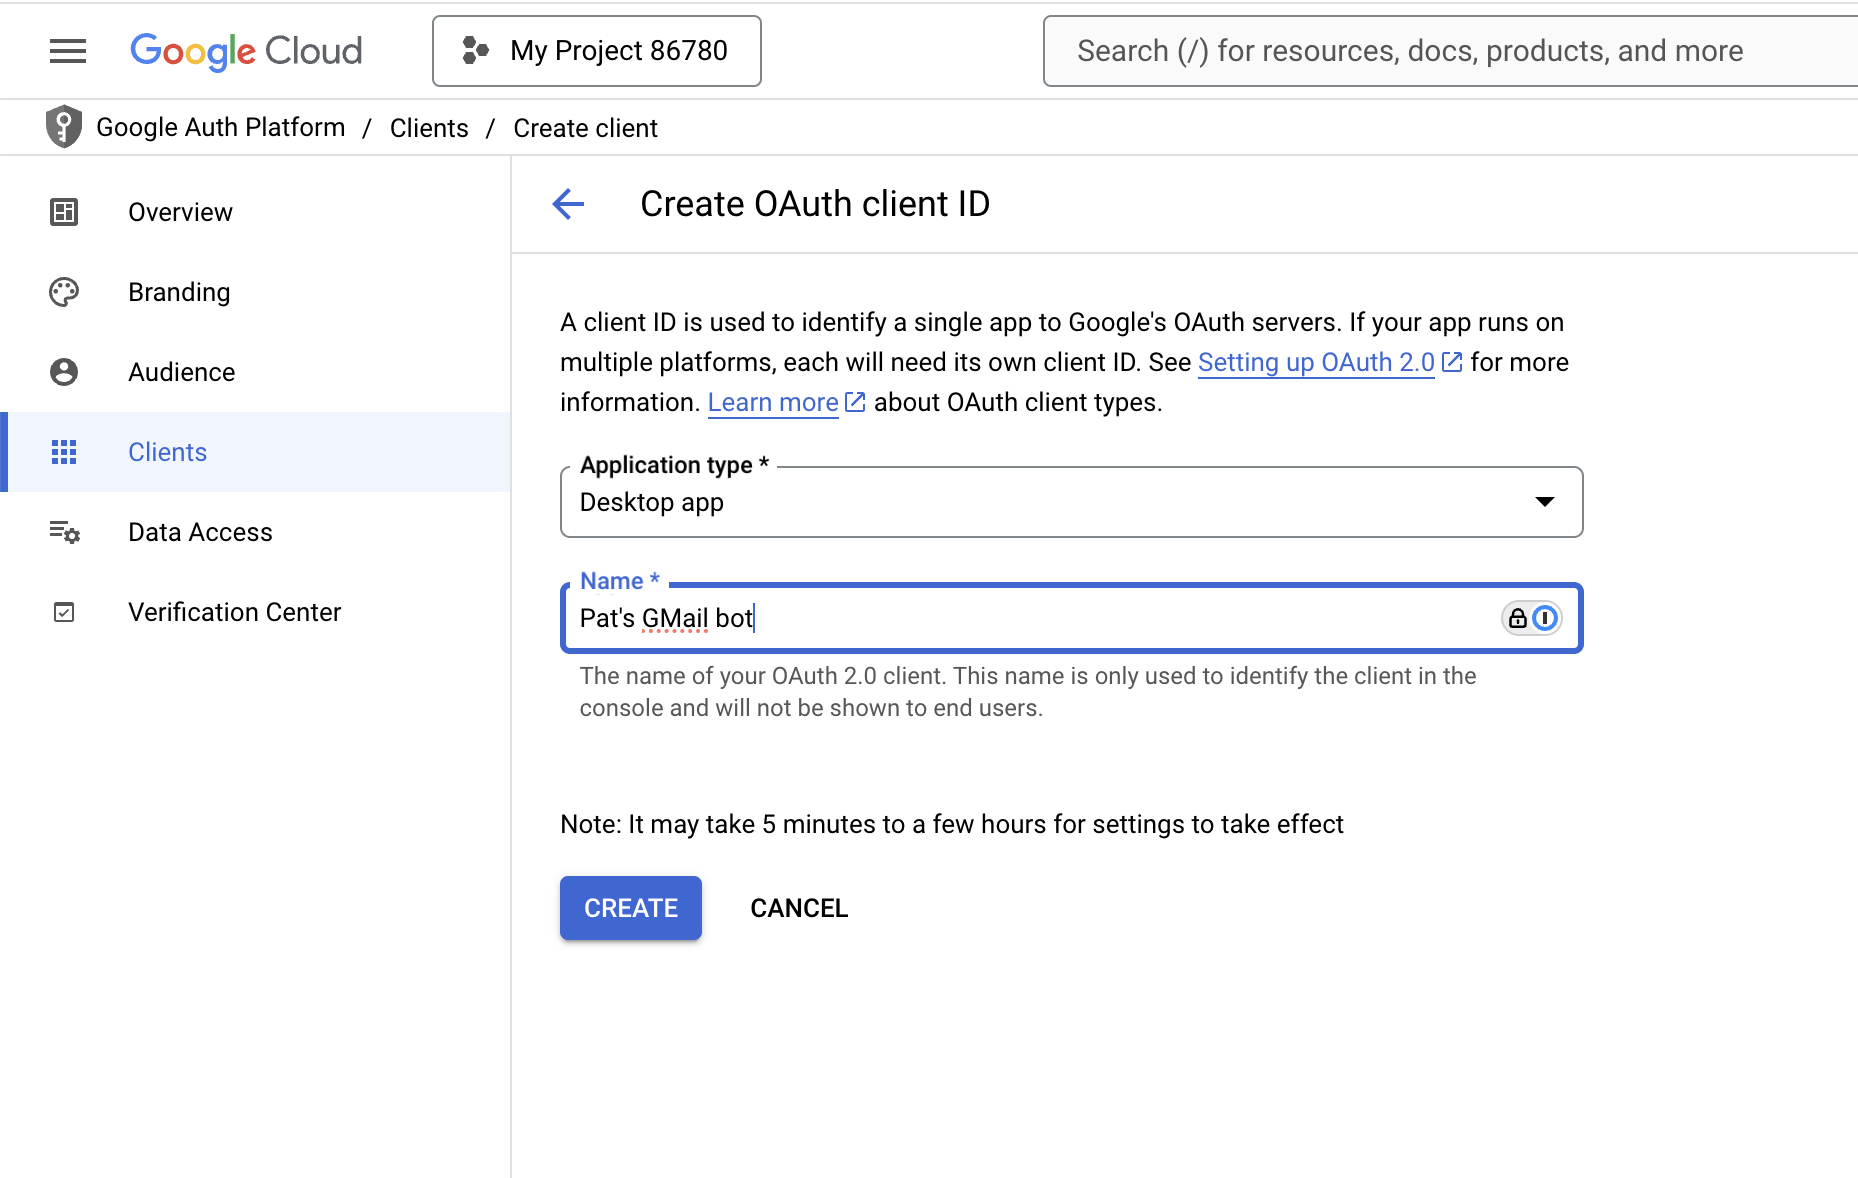 Google Cloud
My Project 86780
Search (/) for resources, docs, products, and more
Google Auth Platform / Clients / Create client
Overview
Branding
Audience
Clients
Data Access
Verification Center
Create OAuth client ID
A client ID is used to identify a single app to Google's OAuth servers. If your app runs on
multiple platforms, each will need its own client ID. See Setting up OAuth 2.0 for more
information. Learn more about OAuth client types.
Application type *
Desktop app
Name *
Pat's GMail bot
The name of your OAuth 2.0 client. This name is only used to identify the client in the
console and will not be shown to end users.
Note: It may take 5 minutes to a few hours for settings to take effect
CREATE
CANCEL